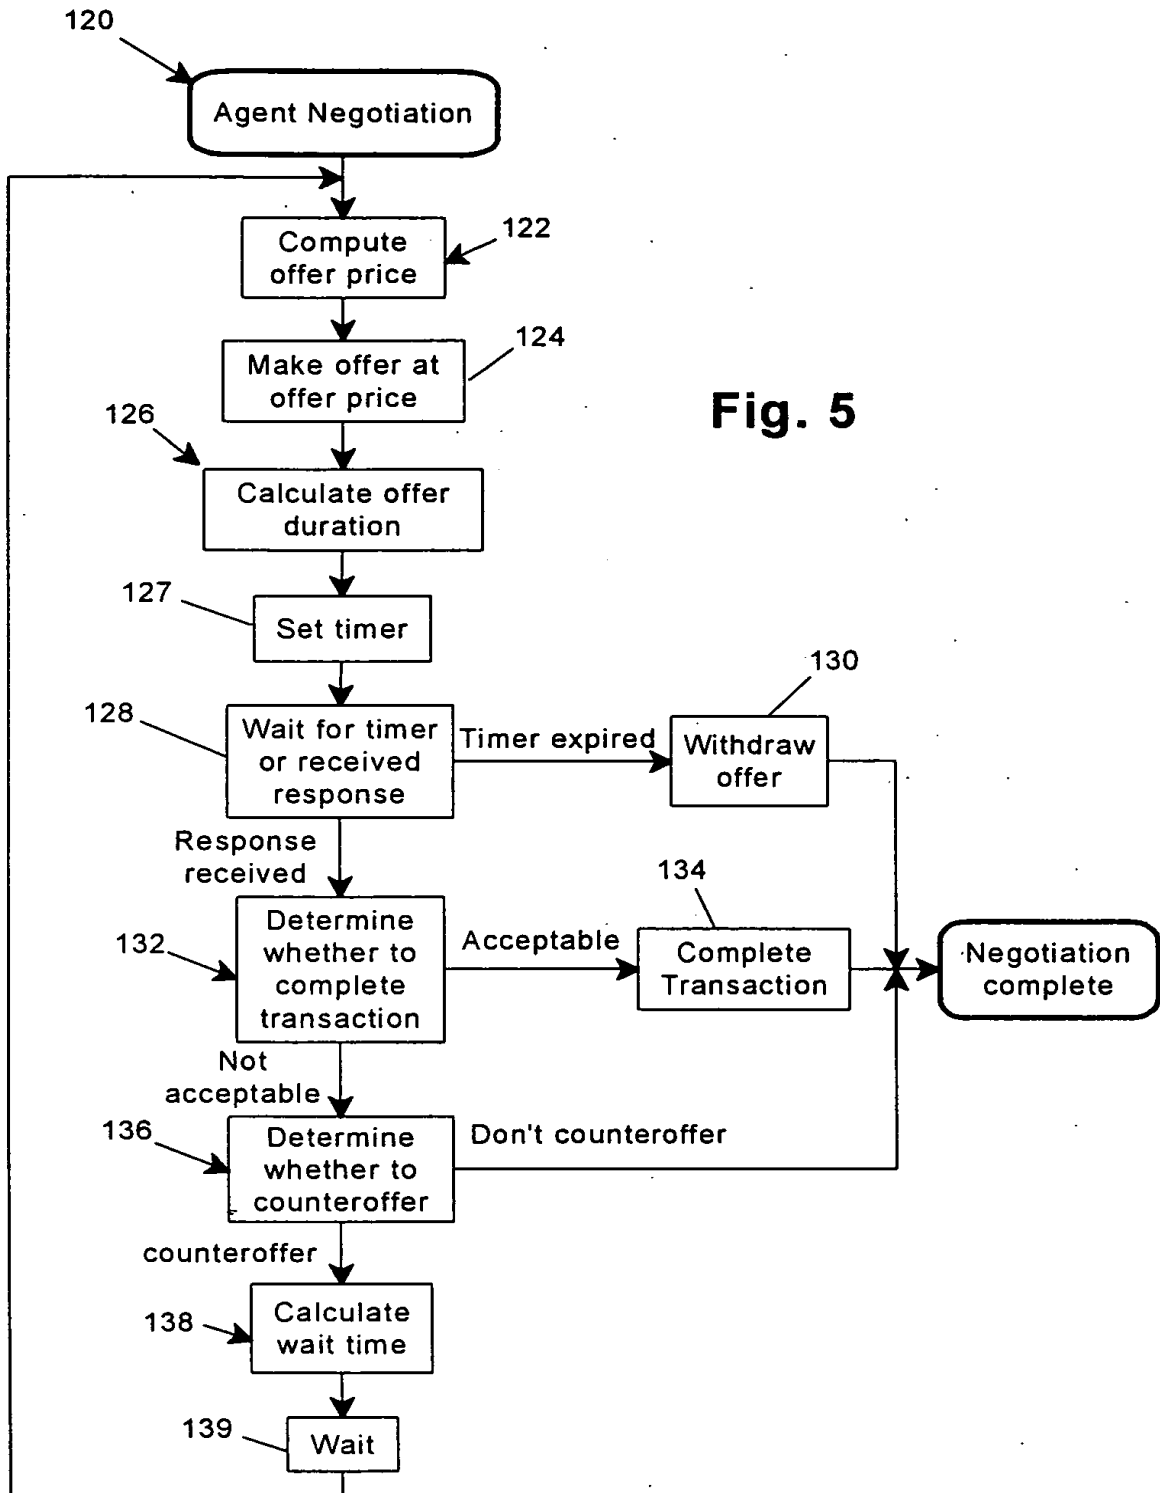 120
Agent Negotiation
Compute
offer price
122
Make offer at
offer price
124
Fig. 5
126
Calculate offer
duration
127
Set timer
128
Wait for timer
or received
response
Timer expired
130
Withdraw
offer
Response
received
132
Determine
whether to
complete
transaction
Acceptable
134
Complete
Transaction
Negotiation
complete
Not
acceptable
136
Determine
whether to
counteroffer
Don't counteroffer
counteroffer
138
Calculate
wait time
139
Wait